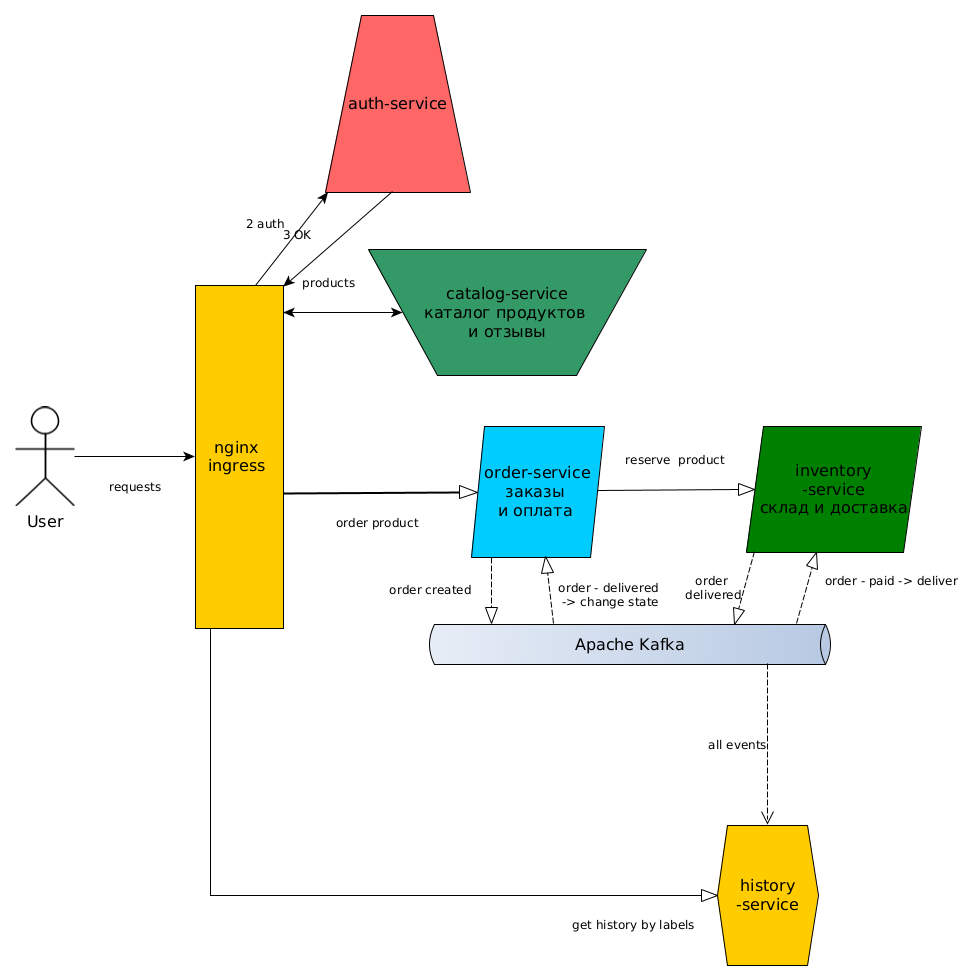 auth-service
2 auth
3 OK
products
catalog-service
каталог продуктов
и отзывы
nginx
ingress
requests
User
order product
order-service
заказы
и оплата
reserve  product
inventory
-service
склад и доставка
order created
order - delivered
-> change state
order
delivered
order - paid -> deliver
Apache Kafka
all events
history
-service
get history by labels